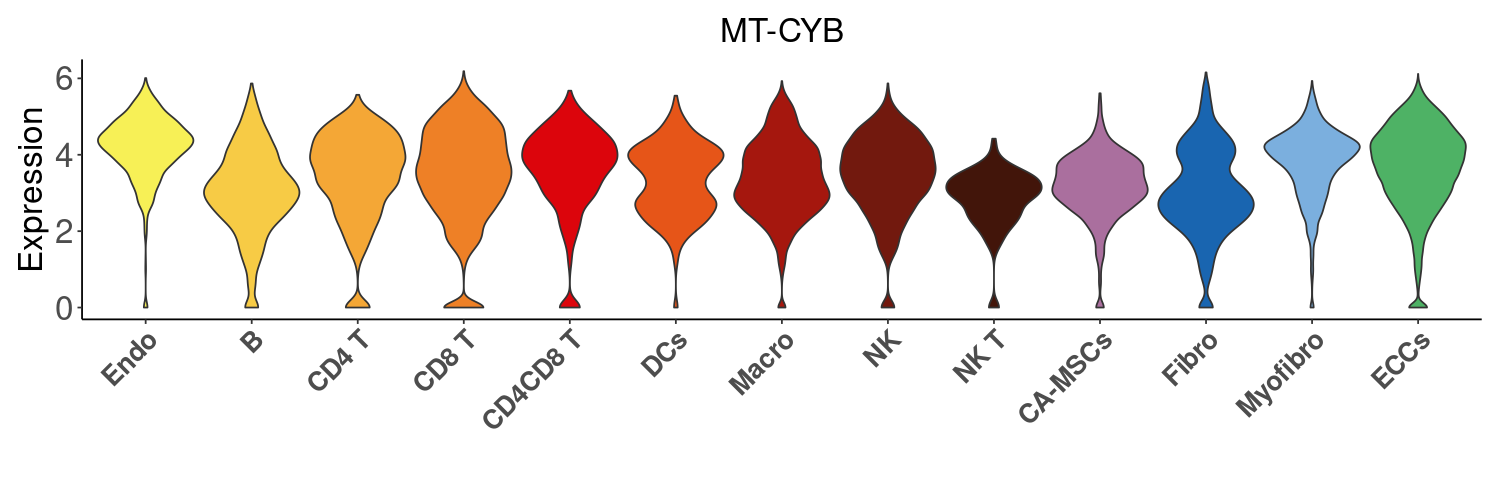 MT-CYB
Expression
6
4
2
0
Endo
B
CD4 T
CD8 T
CD4CD8 T
DCs
Macro
NK
NK T
CA-MSCs
Fibro
Myofibro
ECCs